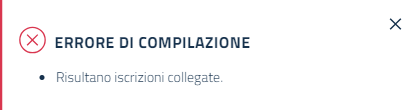 ERRORE DI COMPILAZIONE
Risultano iscrizioni collegate.